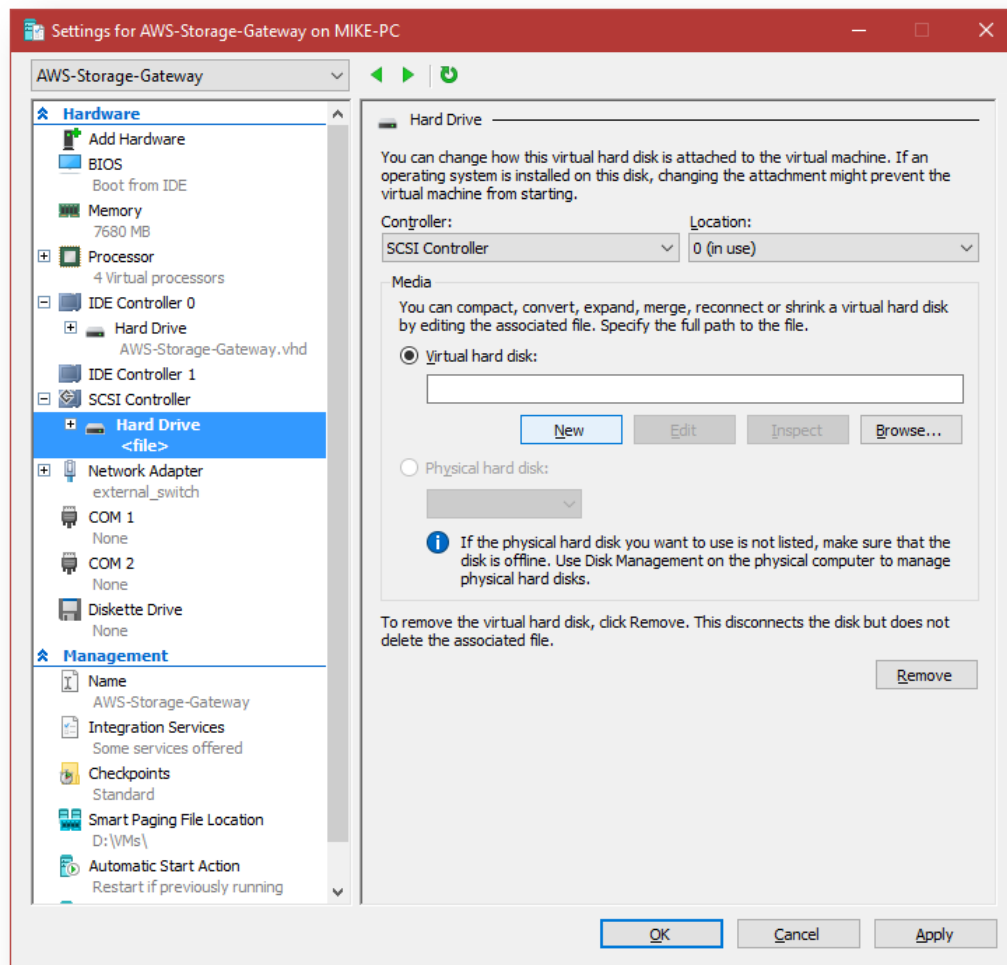 Settings for AWS-Storage-Gateway on MIKE-PC
AWS-Storage-Gateway
Hardware
Add Hardware
BIOS
Boot from IDE
Memory
7680 MB
Processor
4 Virtual processors
IDE Controller 0
Hard Drive
AWS-Storage-Gateway.vhd
IDE Controller 1
SCSI Controller
Hard Drive
<file>
Network Adapter
external_switch
COM 1
None
COM 2
None
Diskette Drive
None
Management
Name
AWS-Storage-Gateway
Integration Services
Some services offered
Checkpoints
Standard
Smart Paging File Location
D:\VMs\
Automatic Start Action
Restart if previously running
Hard Drive
You can change how this virtual hard disk is attached to the virtual machine. If an
operating system is installed on this disk, changing the attachment might prevent the
virtual machine from starting.
Controller:
Location:
SCSI Controller
0 (in use)
Media
You can compact, convert, expand, merge, reconnect or shrink a virtual hard disk
by editing the associated file. Specify the full path to the file.
Virtual hard disk:
New
Edit
Inspect
Browse...
Physical hard disk:
If the physical hard disk you want to use is not listed, make sure that the
disk is offline. Use Disk Management on the physical computer to manage
physical hard disks.
To remove the virtual hard disk, click Remove. This disconnects the disk but does not
delete the associated file.
Remove
OK
Cancel
Apply